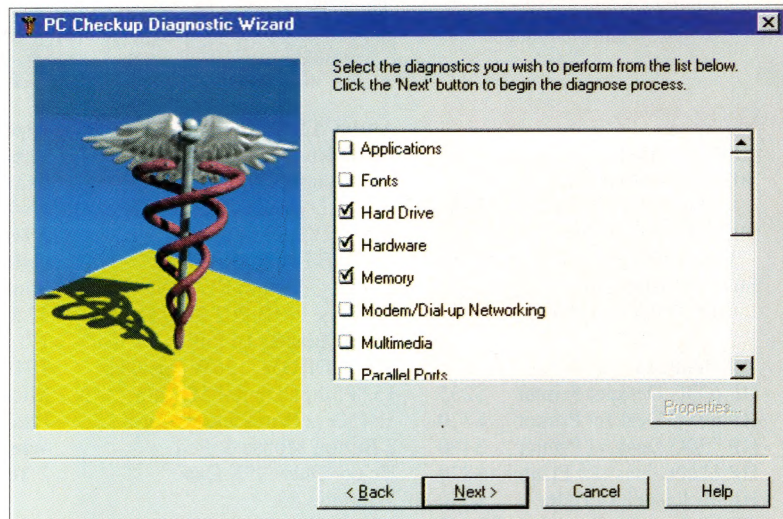 PC Checkup Diagnostic Wizard
Select the diagnostics you wish to perform from the list below.
Click the 'Next' button to begin the diagnose process.
Applications
Fonts
Hard Drive
Hardware
Memory
Modem/Dial-up Networking
Multimedia
Parallel Ports
Properties...
< Back
Next >
Cancel
Help